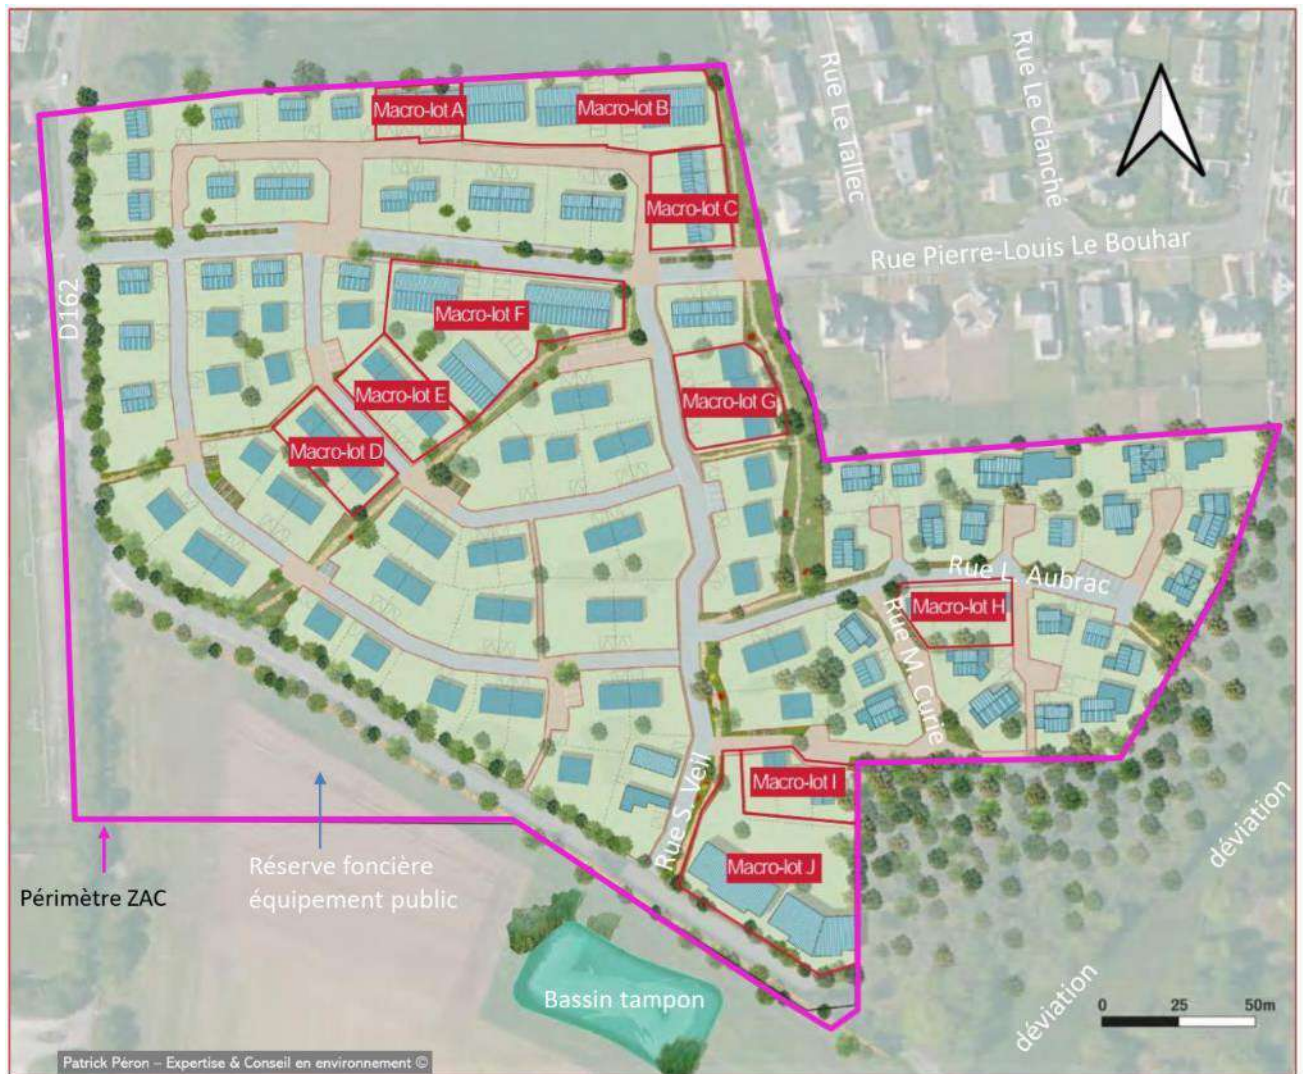 Rue Le Tallec
Rue Le Clanché
Macro-lot A
Macro-lot B
Macro-lot C
Rue Pierre-Louis Le Bouhar
D162
Macro-lot F
Macro-lot E
Macro-lot G
Macro-lot D
Rue L. Aubrac
Macro-lot H
Rue M. Curie
Macro-lot I
Rue S. Veil
Macro-lot J
déviation
Périmètre ZAC
Réserve foncière
équipement public
Bassin tampon
déviation
0 25 50m
Patrick Péron – Expertise & Conseil en environnement ©